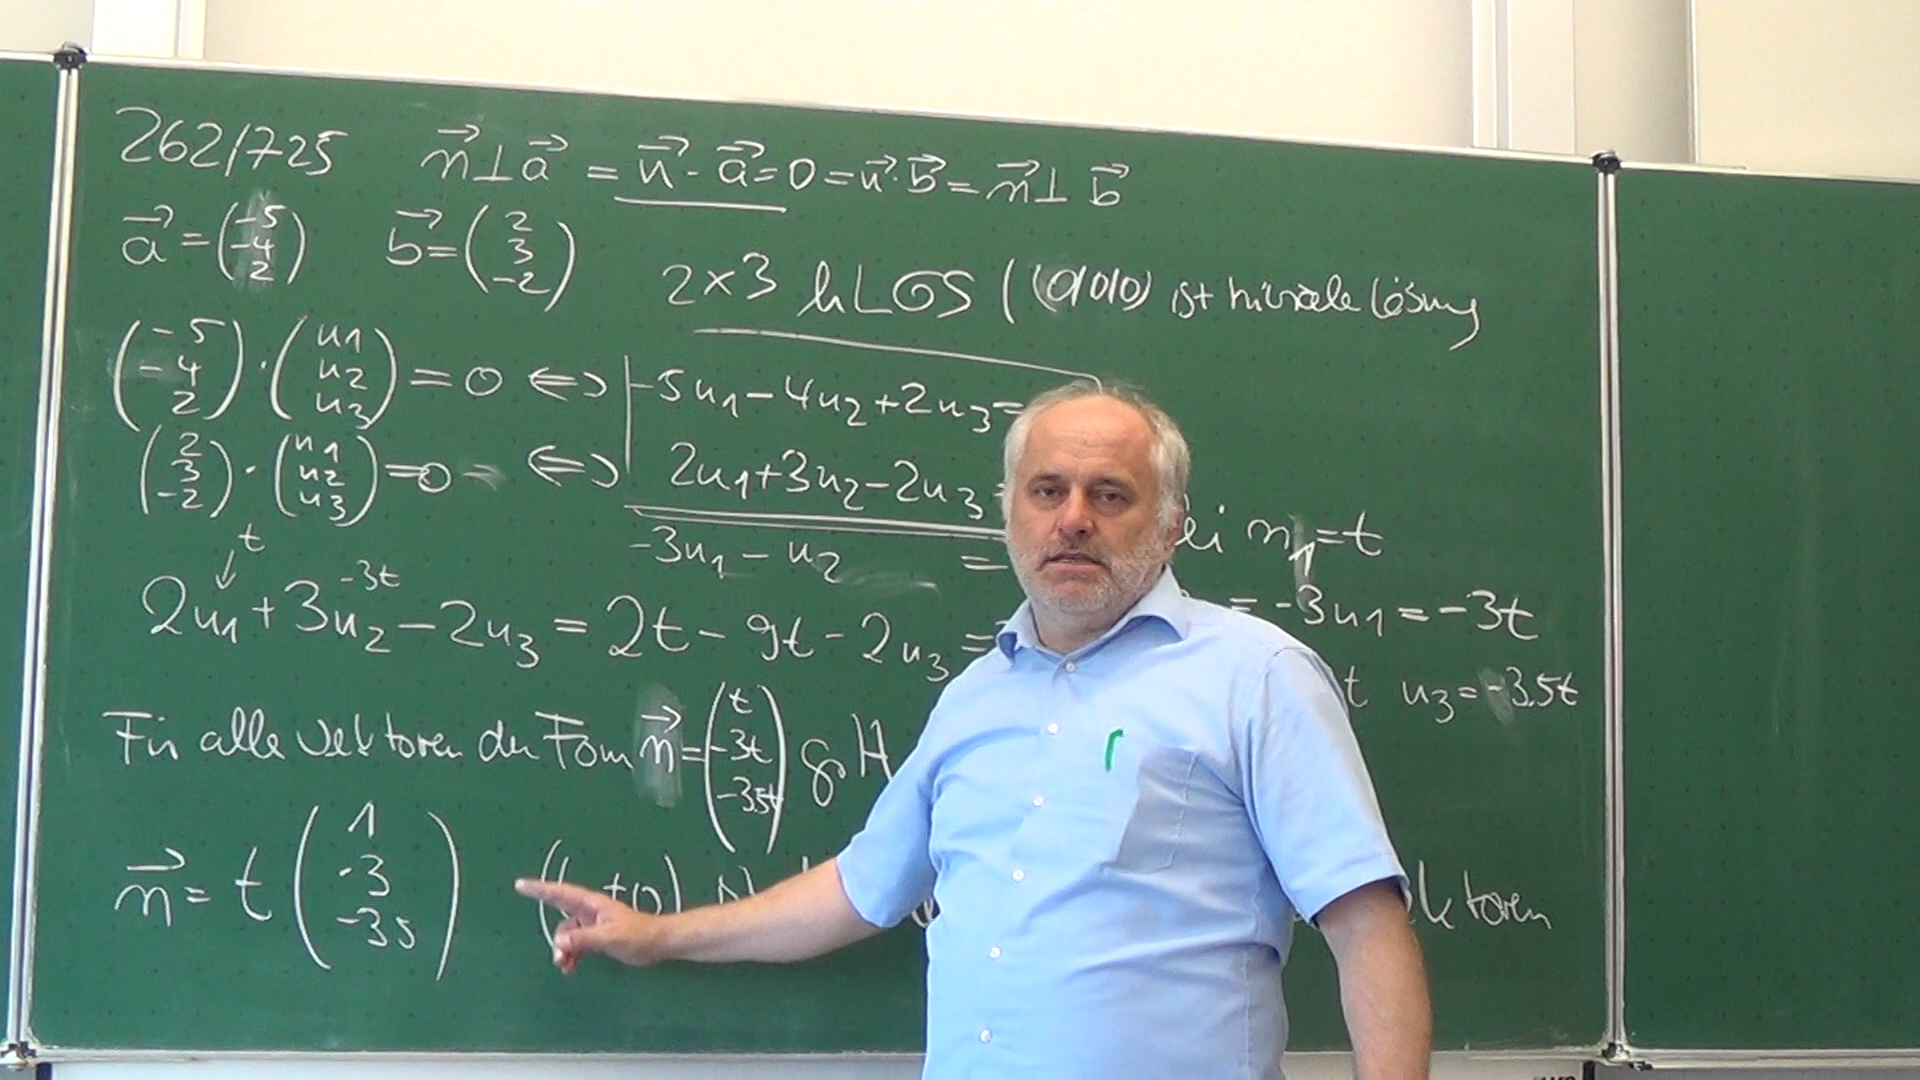 262/725 n⃗⊥a⃗ = n⃗·a⃗=0=n⃗·b⃗=n⃗⊥b⃗
a⃗=(-5 -4 2) b⃗=(2 3 -2)
2×3 hLGS ((0/0/0) ist triviale Lösung
(-5 -4 2)·(n1 n2 n3)=0 ⇔ -5n1-4n2+2n3=
(2 3 -2)·(n1 n2 n3)=0 ⇔ 2n1+3n2-2n3=
-3n1-n2 = n1=t
t
-3t
2n1+3n2-2n3=2t-9t-2n3= =-3n1=-3t
t n3=-3.5t
Für alle Vektoren der Form n⃗=(t -3t -3.5t) gilt
n⃗=t(1 -3 -3.5)